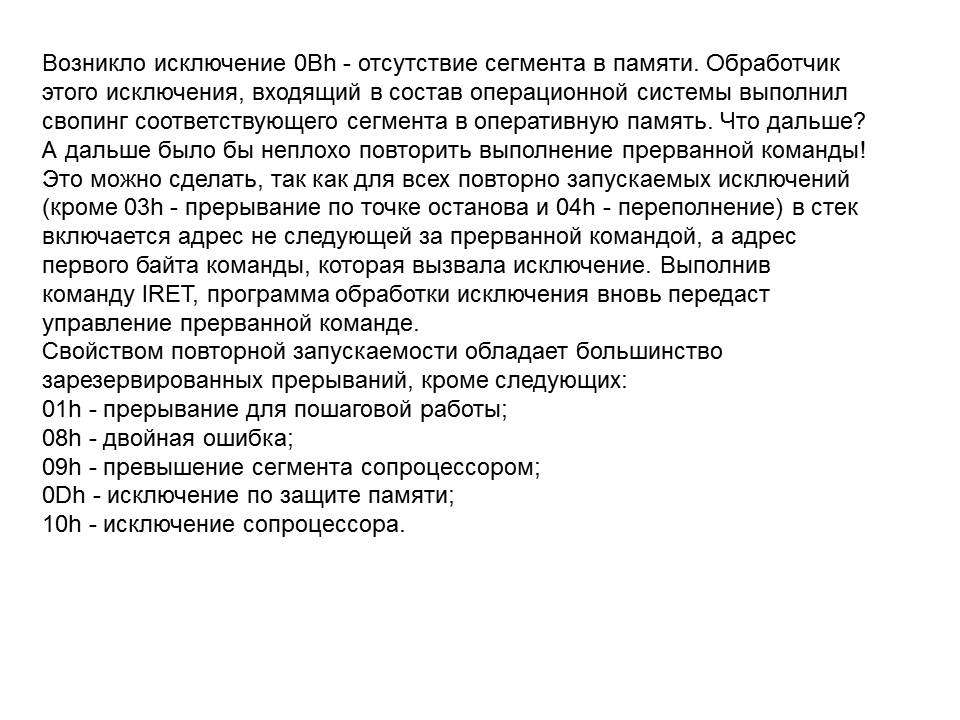 Возникло исключение 0Bh - отсутствие сегмента в памяти. Обработчик
этого исключения, входящий в состав операционной системы выполнил
свопинг соответствующего сегмента в оперативную память. Что дальше?
А дальше было бы неплохо повторить выполнение прерванной команды!
Это можно сделать, так как для всех повторно запускаемых исключений
(кроме 03h - прерывание по точке останова и 04h - переполнение) в стек
включается адрес не следующей за прерванной командой, а адрес
первого байта команды, которая вызвала исключение. Выполнив
команду IRET, программа обработки исключения вновь передаст
управление прерванной команде.
Свойством повторной запускаемости обладает большинство
зарезервированных прерываний, кроме следующих:
01h - прерывание для пошаговой работы;
08h - двойная ошибка;
09h - превышение сегмента сопроцессором;
0Dh - исключение по защите памяти;
10h - исключение сопроцессора.